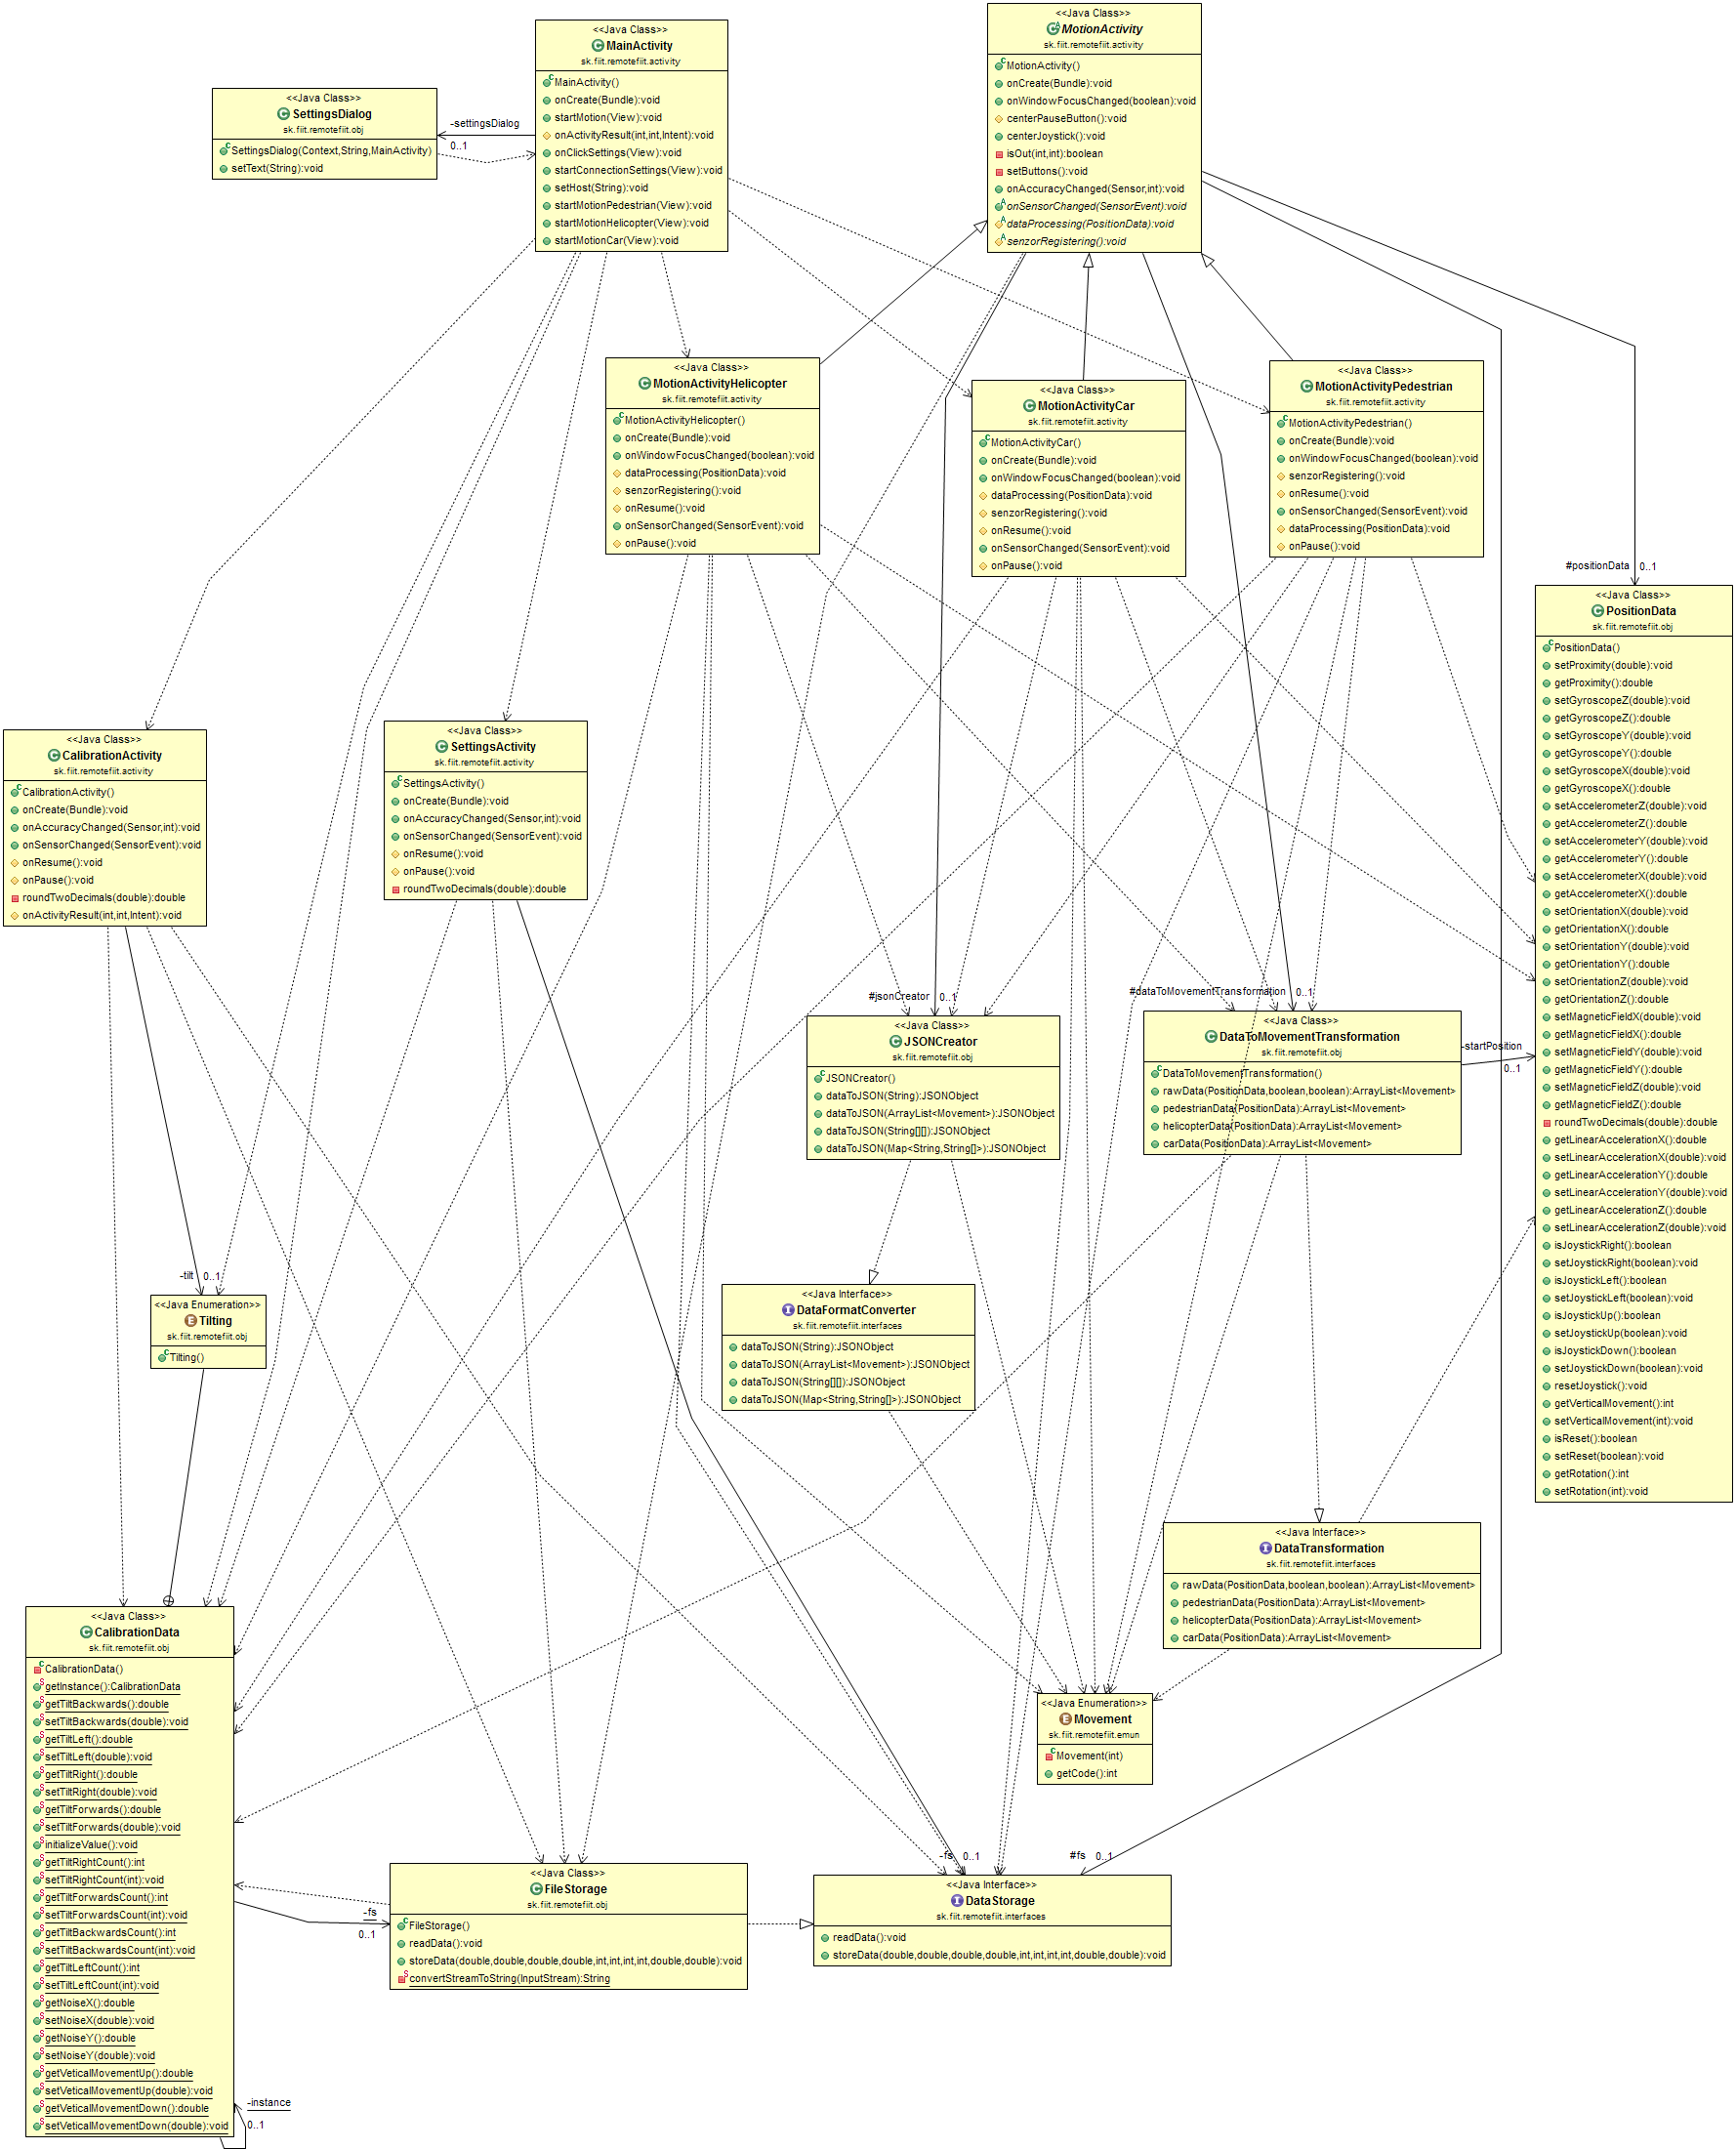 <<Java Class>>
MainActivity
sk.fiit.remotefiit.activity
MainActivity()
onCreate(Bundle):void
startMotion(View):void
onActivityResult(int,int,Intent):void
onClickSettings(View):void
startConnectionSettings(View):void
setHost(String):void
startMotionPedestrian(View):void
startMotionHelicopter(View):void
startMotionCar(View):void
<<Java Class>>
MotionActivity
sk.fiit.remotefiit.activity
MotionActivity()
onCreate(Bundle):void
onWindowFocusChanged(boolean):void
centerPauseButton():void
centerJoystick():void
isOut(int,int):boolean
setButtons():void
onAccuracyChanged(Sensor,int):void
onSensorChanged(SensorEvent):void
dataProcessing(PositionData):void
senzorRegistering():void
<<Java Class>>
SettingsDialog
sk.fiit.remotefiit.obj
SettingsDialog(Context,String,MainActivity)
setText(String):void
-settingsDialog
0..1
<<Java Class>>
MotionActivityHelicopter
sk.fiit.remotefiit.activity
MotionActivityHelicopter()
onCreate(Bundle):void
onWindowFocusChanged(boolean):void
dataProcessing(PositionData):void
senzorRegistering():void
onResume():void
onSensorChanged(SensorEvent):void
onPause():void
<<Java Class>>
MotionActivityCar
sk.fiit.remotefiit.activity
MotionActivityCar()
onCreate(Bundle):void
onWindowFocusChanged(boolean):void
dataProcessing(PositionData):void
senzorRegistering():void
onResume():void
onSensorChanged(SensorEvent):void
onPause():void
<<Java Class>>
MotionActivityPedestrian
sk.fiit.remotefiit.activity
MotionActivityPedestrian()
onCreate(Bundle):void
onWindowFocusChanged(boolean):void
senzorRegistering():void
onResume():void
onSensorChanged(SensorEvent):void
dataProcessing(PositionData):void
onPause():void
#positionData
0..1
<<Java Class>>
PositionData
sk.fiit.remotefiit.obj
PositionData()
setProximity(double):void
getProximity():double
setGyroscopeZ(double):void
getGyroscopeZ():double
setGyroscopeY(double):void
getGyroscopeY():double
setGyroscopeX(double):void
getGyroscopeX():double
setAccelerometerZ(double):void
getAccelerometerZ():double
setAccelerometerY(double):void
getAccelerometerY():double
setAccelerometerX(double):void
getAccelerometerX():double
setOrientationX(double):void
getOrientationX():double
setOrientationY(double):void
getOrientationY():double
setOrientationZ(double):void
getOrientationZ():double
setMagneticFieldX(double):void
getMagneticFieldX():double
setMagneticFieldY(double):void
getMagneticFieldY():double
setMagneticFieldZ(double):void
getMagneticFieldZ():double
roundTwoDecimals(double):double
getLinearAccelerationX():double
setLinearAccelerationX(double):void
getLinearAccelerationY():double
setLinearAccelerationY(double):void
getLinearAccelerationZ():double
setLinearAccelerationZ(double):void
isJoystickRight():boolean
setJoystickRight(boolean):void
isJoystickLeft():boolean
setJoystickLeft(boolean):void
isJoystickUp():boolean
setJoystickUp(boolean):void
isJoystickDown():boolean
setJoystickDown(boolean):void
resetJoystick():void
getVerticalMovement():int
setVerticalMovement(int):void
isReset():boolean
setReset(boolean):void
getRotation():int
setRotation(int):void
<<Java Class>>
CalibrationActivity
sk.fiit.remotefiit.activity
CalibrationActivity()
onCreate(Bundle):void
onAccuracyChanged(Sensor,int):void
onSensorChanged(SensorEvent):void
onResume():void
onPause():void
roundTwoDecimals(double):double
onActivityResult(int,int,Intent):void
<<Java Class>>
SettingsActivity
sk.fiit.remotefiit.activity
SettingsActivity()
onCreate(Bundle):void
onAccuracyChanged(Sensor,int):void
onSensorChanged(SensorEvent):void
onResume():void
onPause():void
roundTwoDecimals(double):double
#jsonCreator
0..1
<<Java Class>>
JSONCreator
sk.fiit.remotefiit.obj
JSONCreator()
dataToJSON(String):JSONObject
dataToJSON(ArrayList<Movement>):JSONObject
dataToJSON(String[][]):JSONObject
dataToJSON(Map<String,String[]>):JSONObject
#dataToMovementTransformation
0..1
<<Java Class>>
DataToMovementTransformation
sk.fiit.remotefiit.obj
DataToMovementTransformation()
rawData(PositionData,boolean,boolean):ArrayList<Movement>
pedestrianData(PositionData):ArrayList<Movement>
helicopterData(PositionData):ArrayList<Movement>
carData(PositionData):ArrayList<Movement>
-startPosition
0..1
-tilt
0..1
<<Java Enumeration>>
Tilting
sk.fiit.remotefiit.obj
Tilting()
<<Java Interface>>
DataFormatConverter
sk.fiit.remotefiit.interfaces
dataToJSON(String):JSONObject
dataToJSON(ArrayList<Movement>):JSONObject
dataToJSON(String[][]):JSONObject
dataToJSON(Map<String,String[]>):JSONObject
<<Java Interface>>
DataTransformation
sk.fiit.remotefiit.interfaces
rawData(PositionData,boolean,boolean):ArrayList<Movement>
pedestrianData(PositionData):ArrayList<Movement>
helicopterData(PositionData):ArrayList<Movement>
carData(PositionData):ArrayList<Movement>
<<Java Class>>
CalibrationData
sk.fiit.remotefiit.obj
CalibrationData()
getInstance():CalibrationData
getTiltBackwards():double
setTiltBackwards(double):void
getTiltLeft():double
setTiltLeft(double):void
getTiltRight():double
setTiltRight(double):void
getTiltForwards():double
setTiltForwards(double):void
initializeValue():void
getTiltRightCount():int
setTiltRightCount(int):void
getTiltForwardsCount():int
setTiltForwardsCount(int):void
getTiltBackwardsCount():int
setTiltBackwardsCount(int):void
getTiltLeftCount():int
setTiltLeftCount(int):void
getNoiseX():double
setNoiseX(double):void
getNoiseY():double
setNoiseY(double):void
getVeticalMovementUp():double
setVeticalMovementUp(double):void
getVeticalMovementDown():double
setVeticalMovementDown(double):void
-instance
0..1
<<Java Enumeration>>
Movement
sk.fiit.remotefiit.emun
Movement(int)
getCode():int
-fs
0..1
<<Java Class>>
FileStorage
sk.fiit.remotefiit.obj
FileStorage()
readData():void
storeData(double,double,double,double,int,int,int,int,double,double):void
convertStreamToString(InputStream):String
-fs
0..1
#fs
0..1
<<Java Interface>>
DataStorage
sk.fiit.remotefiit.interfaces
readData():void
storeData(double,double,double,double,int,int,int,int,double,double):void